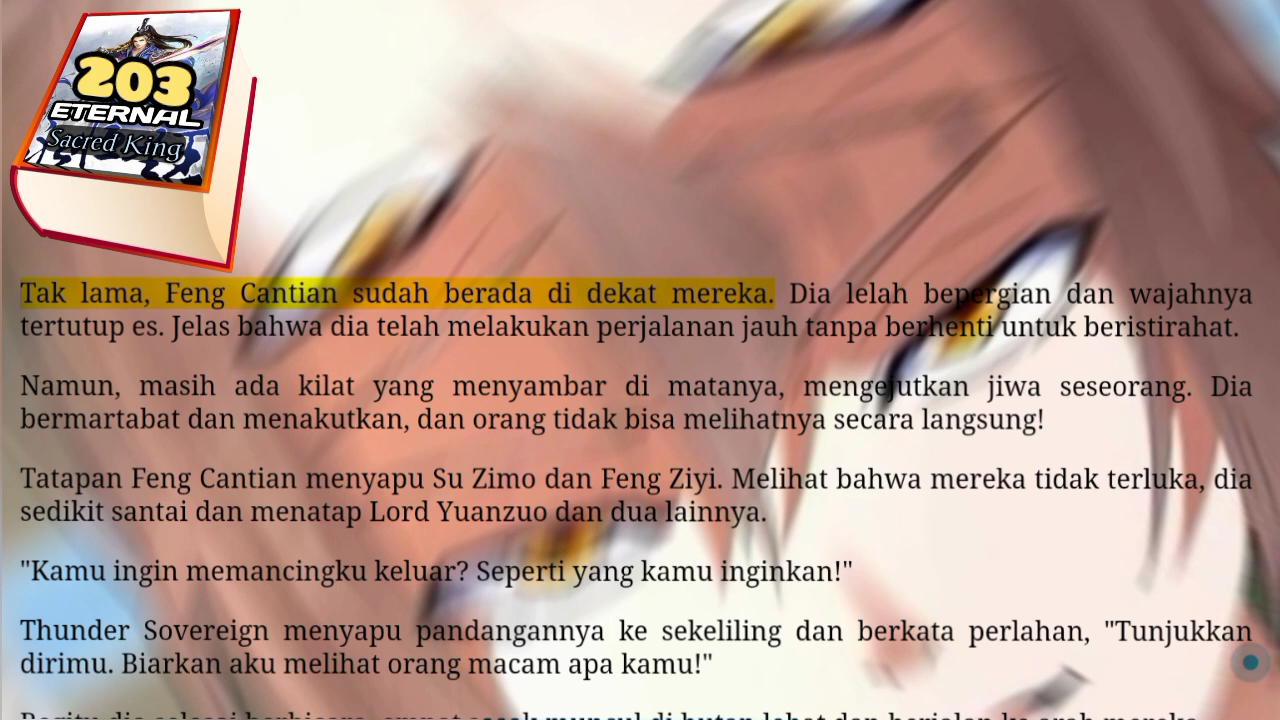 203
ETERNAL
Sacred King
Tak lama, Feng Cantian sudah berada di dekat mereka. Dia lelah bepergian dan wajahnya
tertutup es. Jelas bahwa dia telah melakukan perjalanan jauh tanpa berhenti untuk beristirahat.
Namun, masih ada kilat yang menyambar di matanya, mengejutkan jiwa seseorang. Dia
bermartabat dan menakutkan, dan orang tidak bisa melihatnya secara langsung!
Tatapan Feng Cantian menyapu Su Zimo dan Feng Ziyi. Melihat bahwa mereka tidak terluka, dia
sedikit santai dan menatap Lord Yuanzuo dan dua lainnya.
"Kamu ingin memancingku keluar? Seperti yang kamu inginkan!"
Thunder Sovereign menyapu pandangannya ke sekeliling dan berkata perlahan, "Tunjukkan
dirimu. Biarkan aku melihat orang macam apa kamu!"